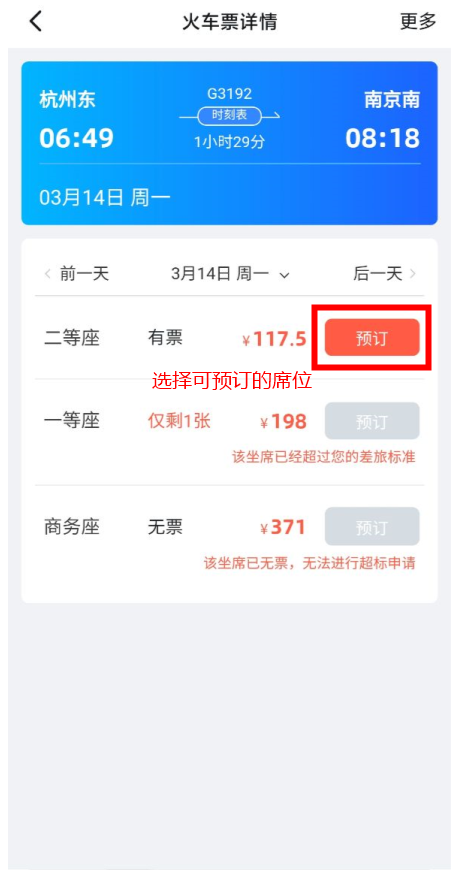 火车票详情 更多
杭州东 G3192 南京南
时刻表
06:49 1小时29分 08:18
03月14日 周一
前一天 3月14日 周一 后一天
二等座 有票 ¥117.5 预订
选择可预订的席位
一等座 仅剩1张 ¥198 预订
该坐席已经超过您的差旅标准
商务座 无票 ¥371 预订
该坐席已无票，无法进行超标申请